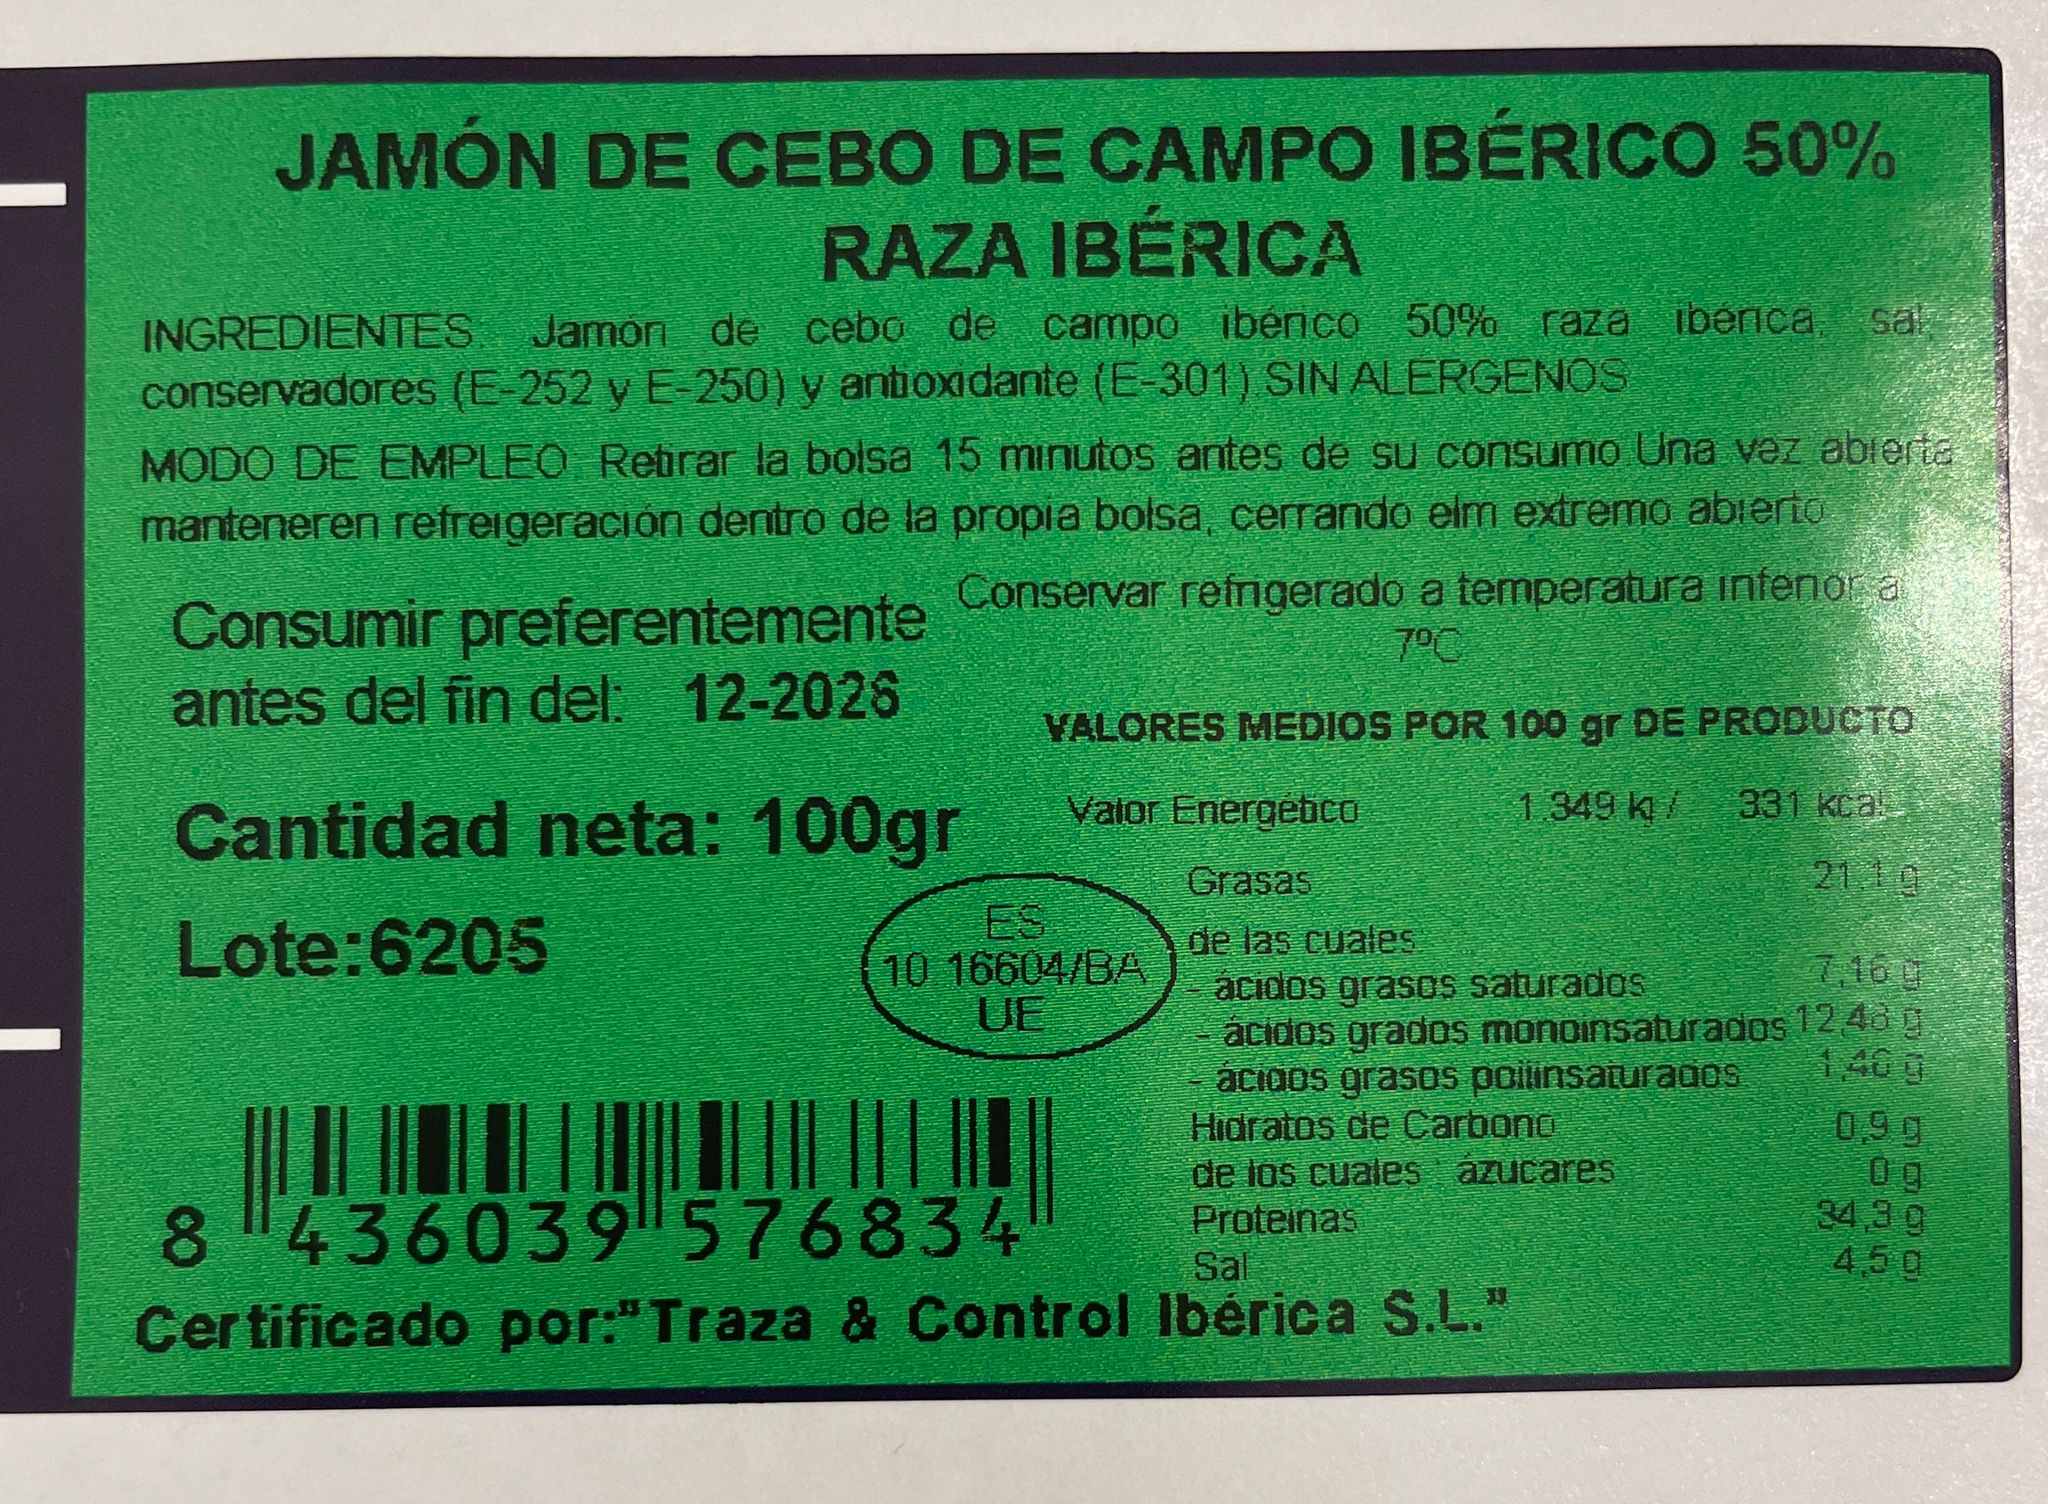 JAMÓN DE CEBO DE CAMPO IBÉRICO 50%
RAZA IBÉRICA
INGREDIENTES: Jamón de cebo de campo ibérico 50% raza ibérica, sal,
conservadores (E-252 y E-250) y antioxidante (E-301).SIN ALERGENOS
MODO DE EMPLEO: Retirar la bolsa 15 minutos antes de su consumo.Una vez abierta
manteneren refreigeración dentro de la propia bolsa, cerrando elm extremo abierto.
Conservar refrigerado a temperatura inferior a
7ºC
Consumir preferentemente
antes del fin del: 12-2026
Cantidad neta: 100gr
Lote:6205
ES
10 16604/BA
UE
VALORES MEDIOS POR 100 gr DE PRODUCTO
Valor Energético 1.349 kj / 331 kcal
Grasas 21,1 g
de las cuales
- ácidos grasos saturados 7,16 g
- ácidos grados monoinsaturados 12,48 g
- ácidos grasos poliinsaturados 1,46 g
Hidratos de Carbono 0,9 g
de los cuales : ázucares 0 g
Proteinas 34,3 g
Sal 4,5 g
8 436039 576834
Certificado por:"Traza & Control Ibérica S.L."